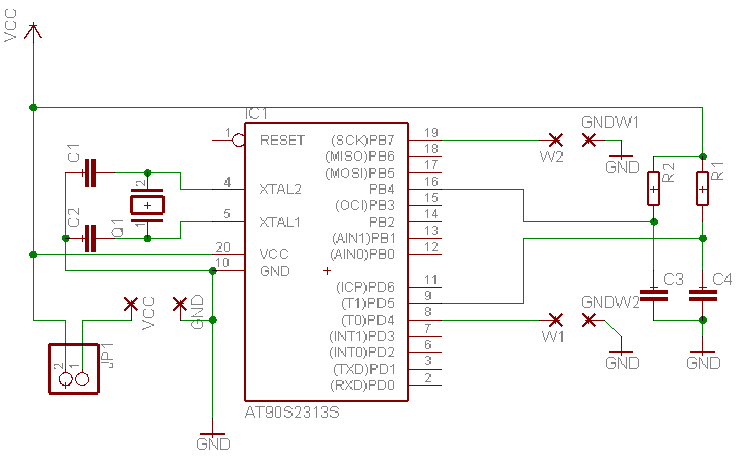 VCC
IC1
1 RESET (SCK)PB7 19
(MISO)PB6 18
(MOSI)PB5 17
4 XTAL2 PB4 16
(OCI)PB3 15
5 XTAL1 PB2 14
(AIN1)PB1 13
20 VCC (AIN0)PB0 12
10 GND
(ICP)PD6 11
(T1)PD5 9
(T0)PD4 8
(INT1)PD3 7
(INT0)PD2 6
(TXD)PD1 3
(RXD)PD0 2
AT90S2313S
C1
C2
2
Q1
1
VCC
GND
2
1
JP1
GND
W2
GNDW1
GND
R2
R1
C3
C4
W1
GNDW2
GND
GND